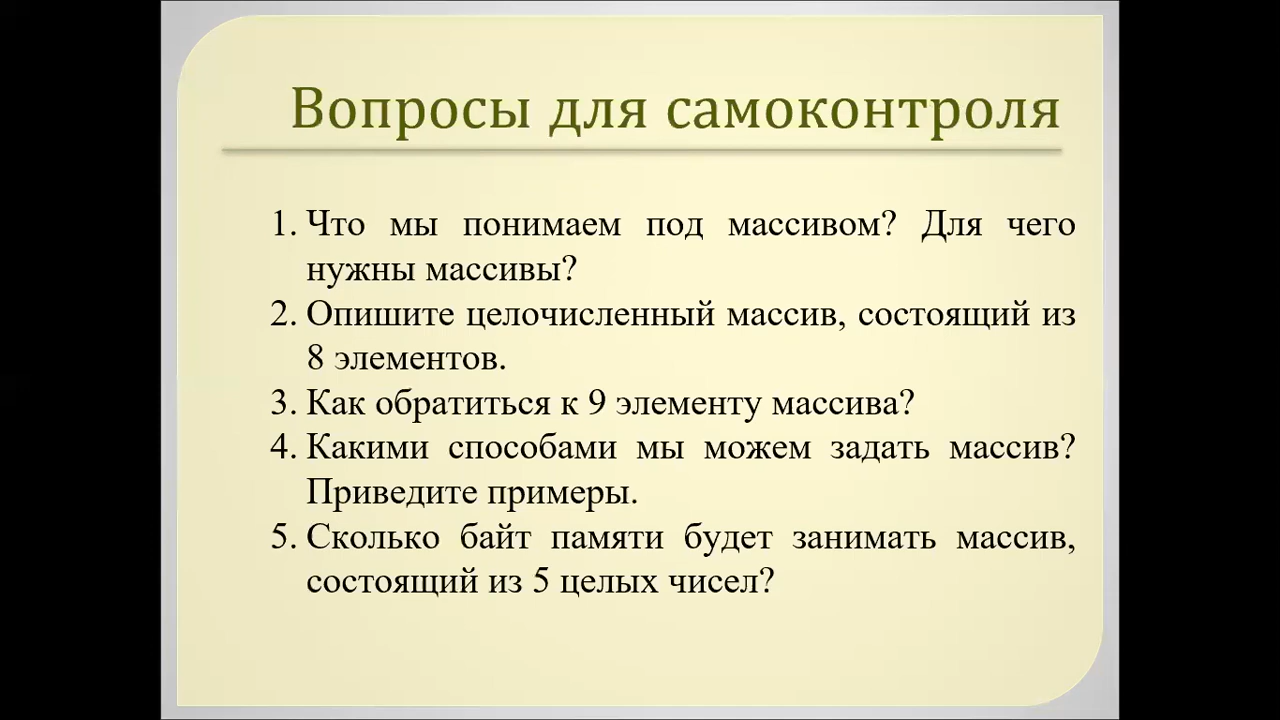 Вопросы для самоконтроля
1. Что мы понимаем под массивом? Для чего
нужны массивы?
2. Опишите целочисленный массив, состоящий из
8 элементов.
3. Как обратиться к 9 элементу массива?
4. Какими способами мы можем задать массив?
Приведите примеры.
5. Сколько байт памяти будет занимать массив,
состоящий из 5 целых чисел?